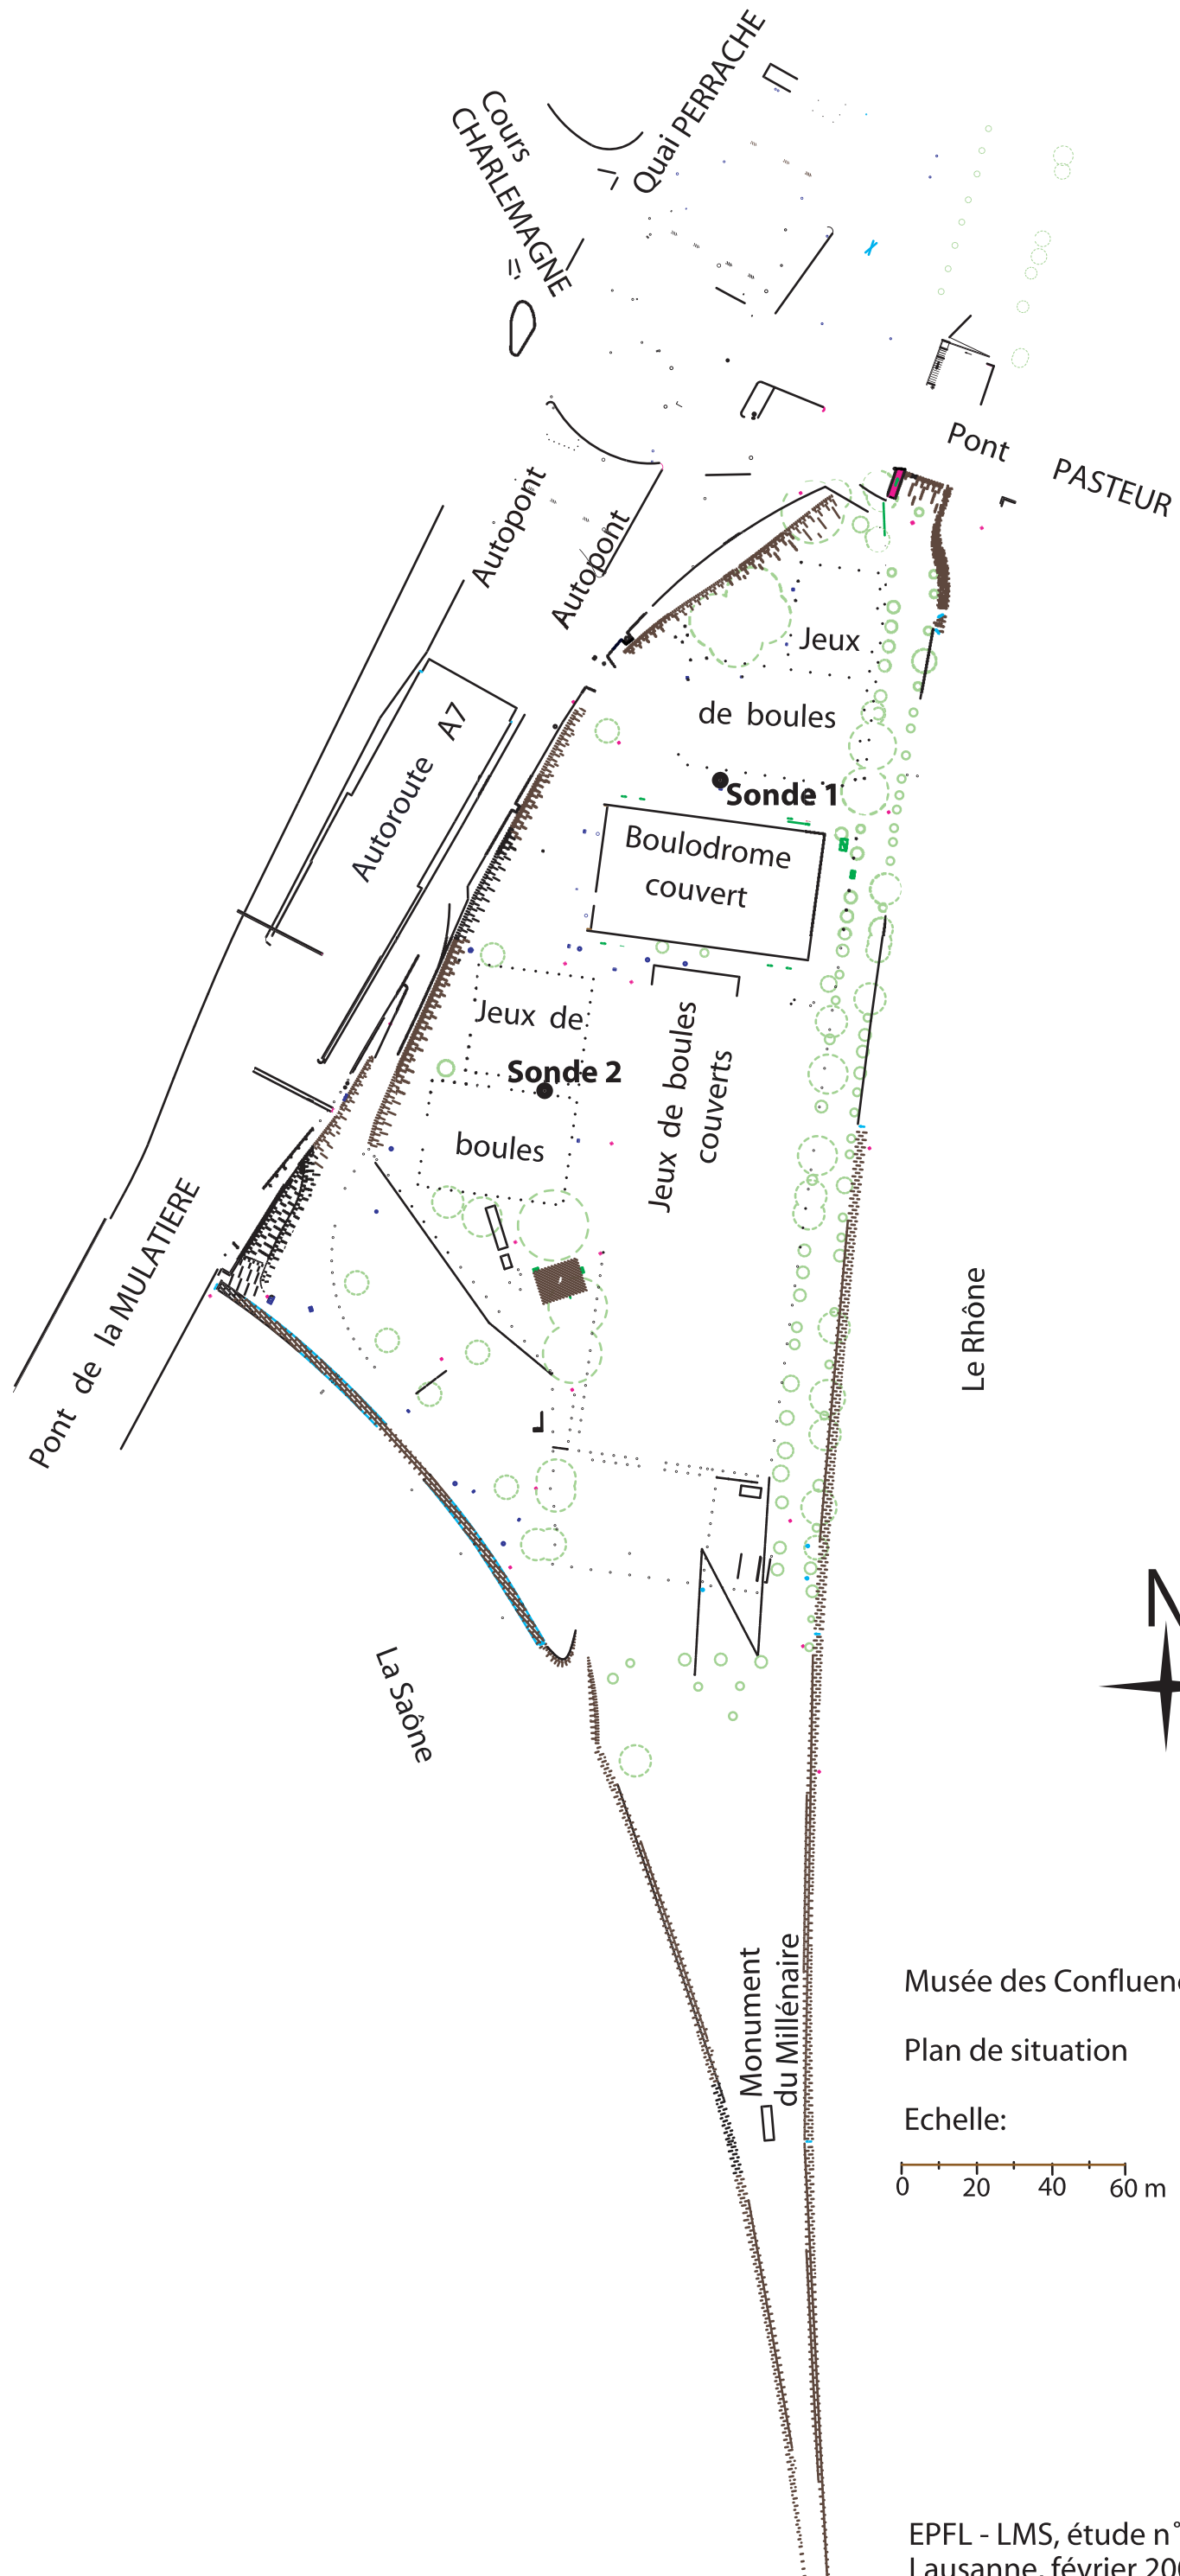 Cours
CHARLEMAGNE
Quai PERRACHE
Pont PASTEUR
Autopont
Autopont
Jeux
de boules
Sonde 1
Autoroute A7
Boulodrome
couvert
Jeux de
Sonde 2
boules
Jeux de boules
couverts
Pont de la MULATIERE
Le Rhône
N
La Saône
Monument
du Millénaire
Musée des Confluenc
Plan de situation
Echelle:
0 20 40 60 m
EPFL - LMS, étude n°
Lausanne, février 200